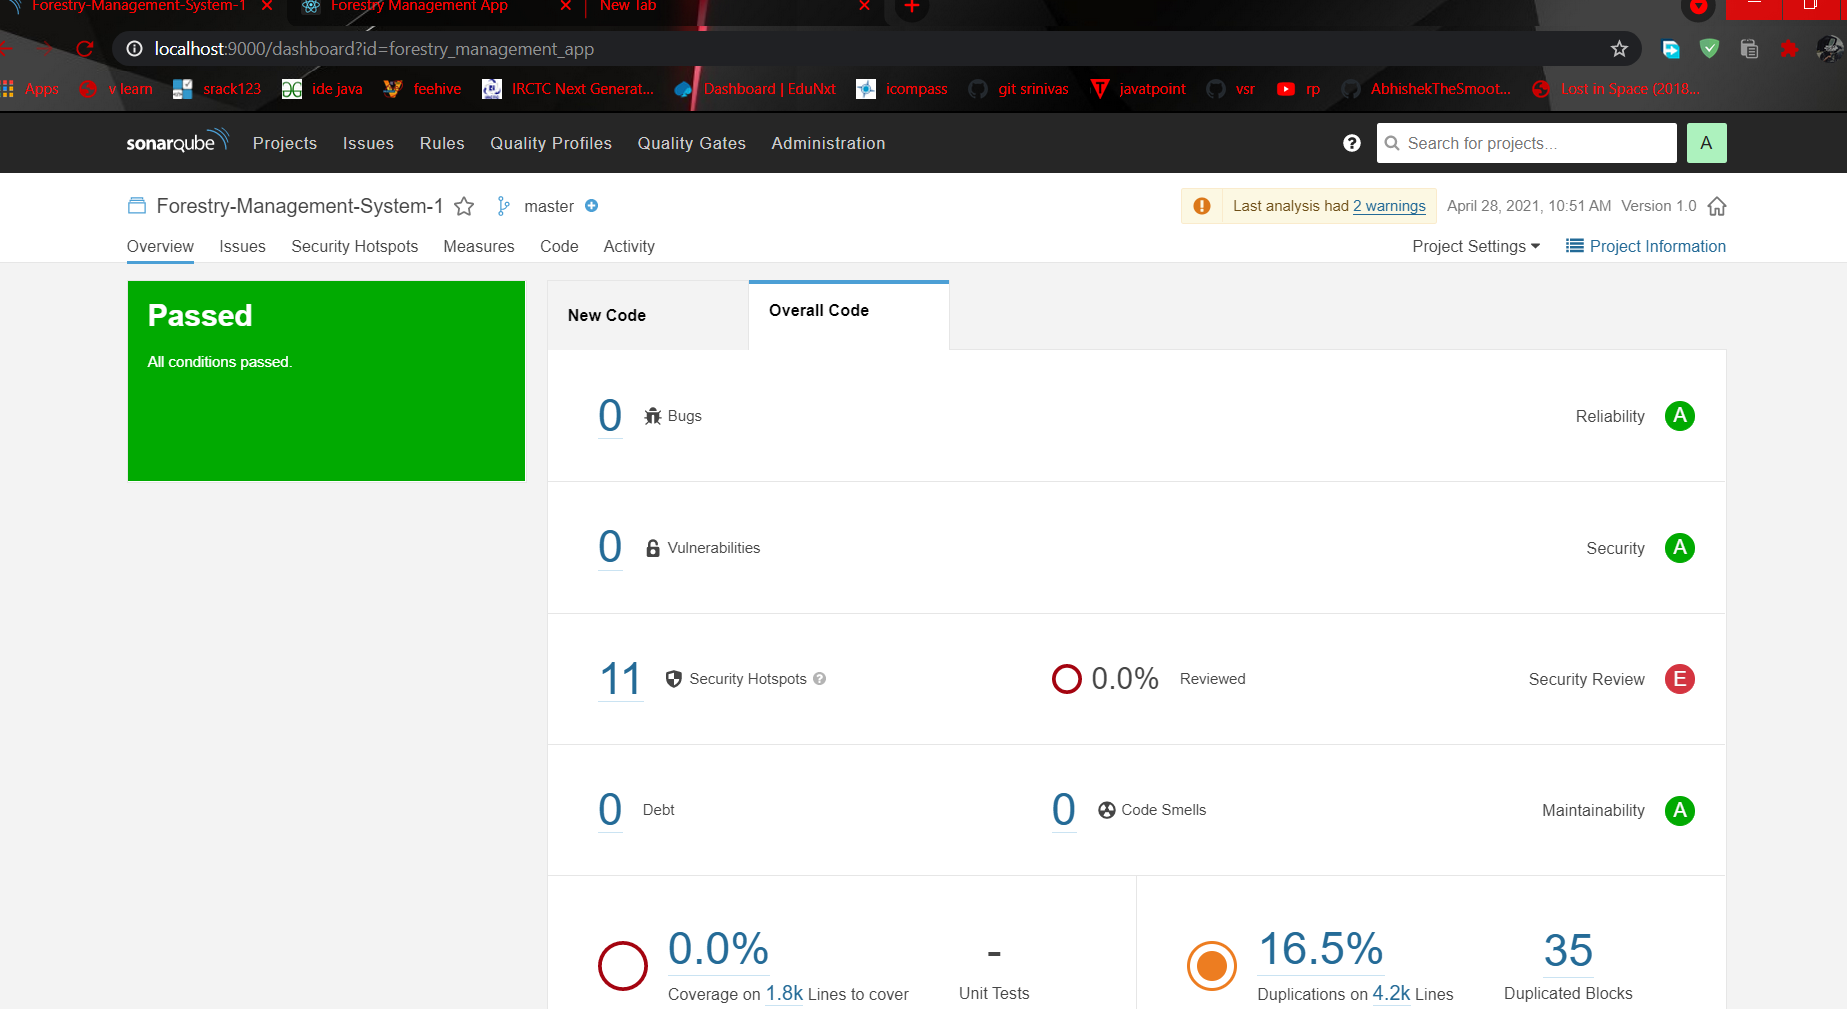 Forestry-Management-System-1 Forestry Management App New Tab
localhost:9000/dashboard?id=forestry_management_app
Apps v learn srack123 ide java feehive IRCTC Next Generat... Dashboard | EduNxt icompass git srinivas javatpoint vsr rp AbhishekTheSmoot... Lost in Space (2018...
sonarqube Projects Issues Rules Quality Profiles Quality Gates Administration ? Search for projects... A
Forestry-Management-System-1 master Last analysis had 2 warnings April 28, 2021, 10:51 AM Version 1.0
Overview Issues Security Hotspots Measures Code Activity Project Settings Project Information
Passed
All conditions passed.
New Code Overall Code
0 Bugs Reliability A
0 Vulnerabilities Security A
11 Security Hotspots ? 0.0% Reviewed Security Review E
0 Debt 0 Code Smells Maintainability A
0.0% - 16.5% 35
Coverage on 1.8k Lines to cover Unit Tests Duplications on 4.2k Lines Duplicated Blocks